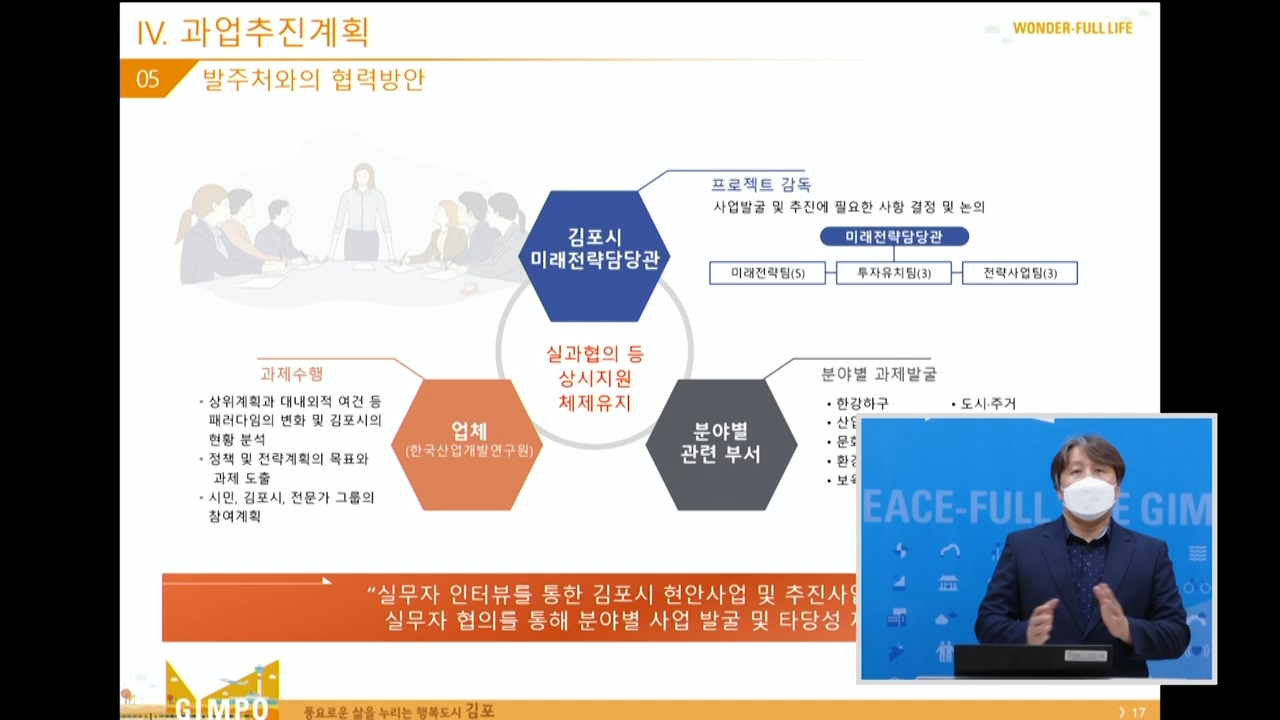 Ⅳ. 과업추진계획
WONDER-FULL LIFE
05
발주처와의 협력방안
프로젝트 감독
사업발굴 및 추진에 필요한 사항 결정 및 논의
미래전략담당관
미래전략팀(5)
투자유치팀(3)
전략사업팀(3)
김포시
미래전략담당관
실과협의 등
상시지원
체제유지
과제수행
• 상위계획과 대내외적 여건 등
패러다임의 변화 및 김포시의
현황 분석
• 정책 및 전략계획의 목표와
과제 도출
• 시민, 김포시, 전문가 그룹의
참여계획
업체
(한국산업개발연구원)
분야별
관련 부서
분야별 과제발굴
• 한강하구
• 도시·주거
“실무자 인터뷰를 통한 김포시 현안사업 및
실무자 협의들 통해 분야별 사업 발굴 및 타당성
GIMPO
풍요로운 삶을 누리는 행복도시 김포
》17
EACE-FULL
GIM